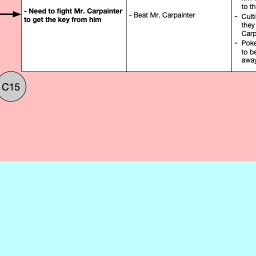 to th
- Culti
they
Carp
- Poke
to be
away
- Need to fight Mr. Carpainter
to get the key from him
- Beat Mr. Carpainter
C15